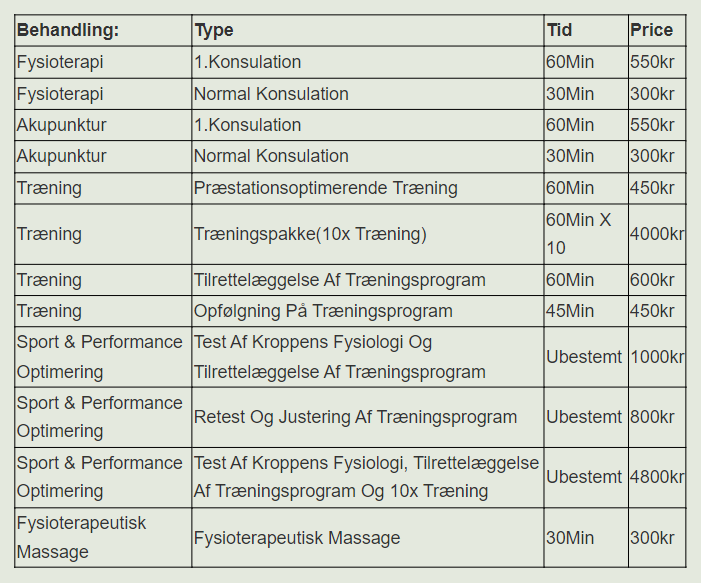 Behandling: Type Tid Price
Fysioterapi 1.Konsulation 60Min 550kr
Fysioterapi Normal Konsulation 30Min 300kr
Akupunktur 1.Konsulation 60Min 550kr
Akupunktur Normal Konsulation 30Min 300kr
Træning Præstationsoptimerende Træning 60Min 450kr
Træning Træningspakke(10x Træning) 60Min X 10 4000kr
Træning Tilrettelæggelse Af Træningsprogram 60Min 600kr
Træning Opfølgning På Træningsprogram 45Min 450kr
Sport & Performance Optimering Test Af Kroppens Fysiologi Og Tilrettelæggelse Af Træningsprogram Ubestemt 1000kr
Sport & Performance Optimering Retest Og Justering Af Træningsprogram Ubestemt 800kr
Sport & Performance Optimering Test Af Kroppens Fysiologi, Tilrettelæggelse Af Træningsprogram Og 10x Træning Ubestemt 4800kr
Fysioterapeutisk Massage Fysioterapeutisk Massage 30Min 300kr